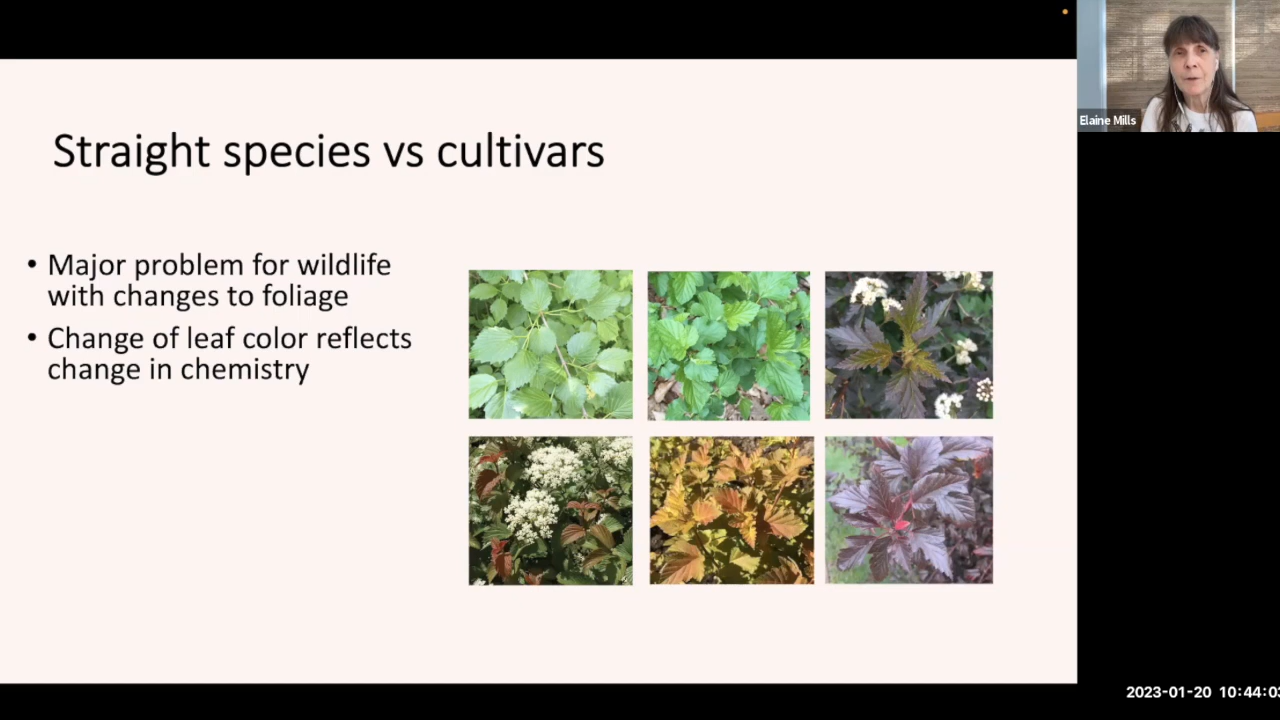 Elaine Mills
Straight species vs cultivars
• Major problem for wildlife
with changes to foliage
• Change of leaf color reflects
change in chemistry
2023-01-20 10:44:03